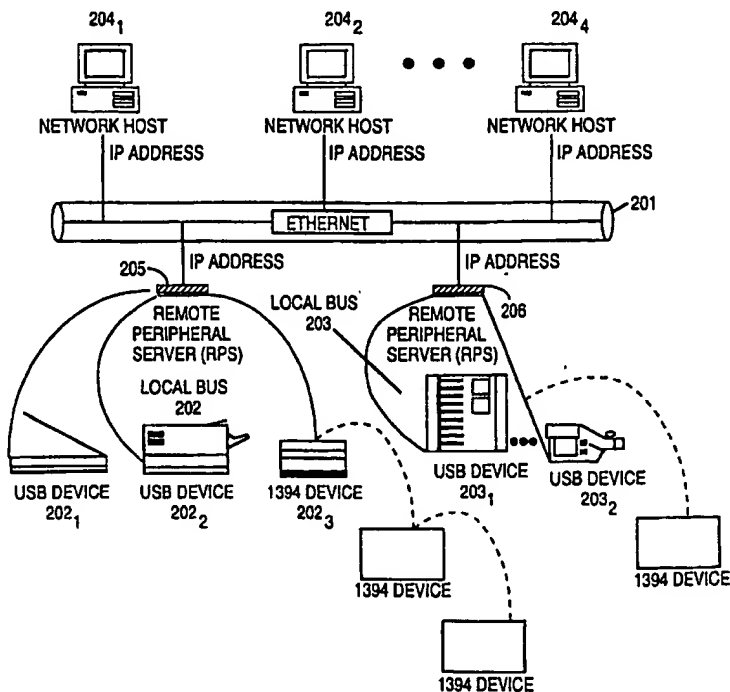 204₁
204₂
204₄
NETWORK HOST
NETWORK HOST
NETWORK HOST
IP ADDRESS
IP ADDRESS
IP ADDRESS
201
ETHERNET
205
IP ADDRESS
IP ADDRESS
206
REMOTE
PERIPHERAL
SERVER (RPS)
LOCAL BUS
203
REMOTE
PERIPHERAL
SERVER (RPS)
LOCAL BUS
202
USB DEVICE
202₁
USB DEVICE
202₂
1394 DEVICE
202₃
USB DEVICE
203₁
USB DEVICE
203₂
1394 DEVICE
1394 DEVICE
1394 DEVICE